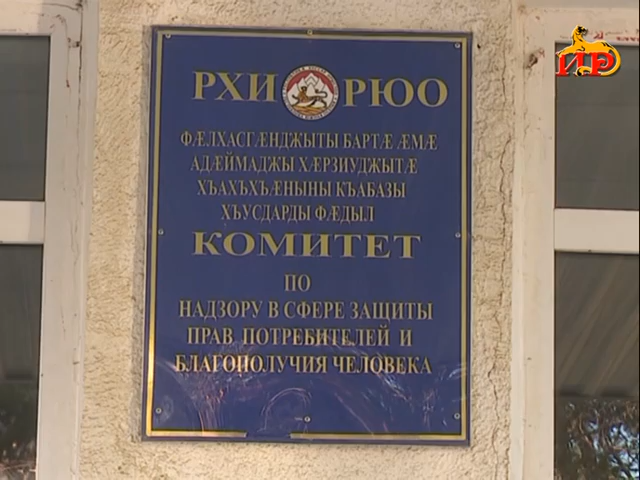 ИР
РХИ РЮО
ФӔЛХАСГӔНДЖЫТЫ БАРТӔ ӔМӔ
АДӔЙМАДЖЫ ХӔРЗИУДЖЫТӔ
ХЪАХЪХЪӔНЫНЫ КЪАБАЗЫ
ХЪУСДАРДЫ ФӔДЫЛ
КОМИТЕТ
ПО
НАДЗОРУ В СФЕРЕ ЗАЩИТЫ
ПРАВ ПОТРЕБИТЕЛЕЙ И
БЛАГОПОЛУЧИЯ ЧЕЛОВЕКА